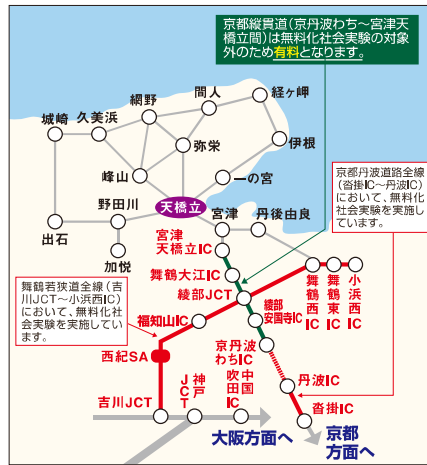 京都縦貫道(京丹波わち〜宮津天
橋立間)は無料化社会実験の対象
外のため有料となります。
経ヶ岬
間人
網野
久美浜
城崎
弥栄
伊根
峰山
一の宮
天橋立
野田川
宮津
丹後由良
出石
加悦
京都丹波道路全線
(沓掛IC〜丹波IC)
において、無料化
社会実験を実施し
ています。
宮津
天橋立IC
舞鶴大江IC
綾部JCT
舞鶴西IC
舞鶴東IC
小浜西IC
舞鶴若狭道全線(吉
川JCT〜小浜西IC)
において、無料化社
会実験を実施してい
ます。
福知山IC
綾部
安国寺IC
京丹波
わちIC
西紀SA
丹波IC
吉川JCT
神戸
JCT
中国
吹田
IC
沓掛IC
大阪方面へ
京都
方面へ